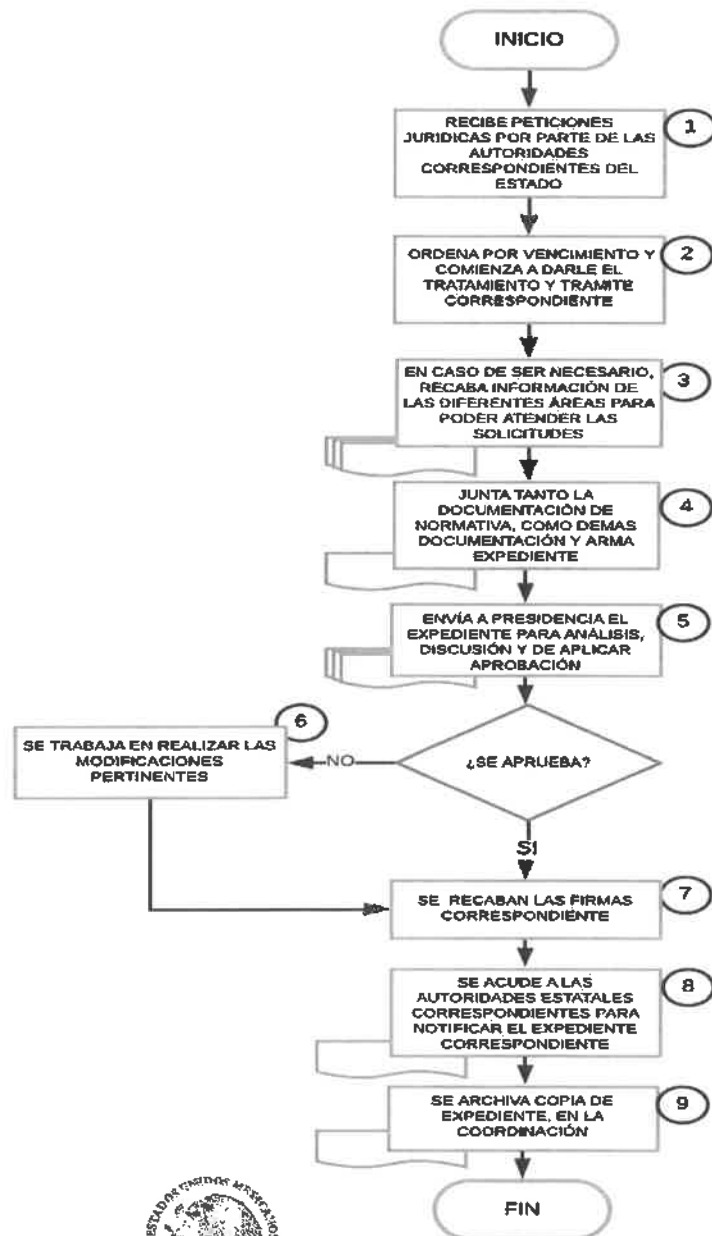 INICIO
1
RECIBE PETICIONES
JURIDICAS POR PARTE DE LAS
AUTORIDADES
CORRESPONDIENTES DEL
ESTADO
2
ORDENA POR VENCIMIENTO Y
COMIENZA A DARLE EL
TRATAMIENTO Y TRAMITE
CORRESPONDIENTE
3
EN CASO DE SER NECESARIO,
RECABA INFORMACIÓN DE
LAS DIFERENTES ÁREAS PARA
PODER ATENDER LAS
SOLICITUDES
4
JUNTA TANTO LA
DOCUMENTACIÓN DE
NORMATIVA, COMO DEMAS
DOCUMENTACIÓN Y ARMA
EXPEDIENTE
5
ENVÍA A PRESIDENCIA EL
EXPEDIENTE PARA ANÁLISIS,
DISCUSIÓN Y DE APLICAR
APROBACIÓN
6
SE TRABAJA EN REALIZAR LAS
MODIFICACIONES
PERTINENTES
NO
¿SE APRUEBA?
SI
7
SE RECABAN LAS FIRMAS
CORRESPONDIENTE
8
SE ACUDE A LAS
AUTORIDADES ESTATALES
CORRESPONDIENTES PARA
NOTIFICAR EL EXPEDIENTE
CORRESPONDIENTE
9
SE ARCHIVA COPIA DE
EXPEDIENTE, EN LA
COORDINACIÓN
FIN
ESTADOS UNIDOS MEXICANOS